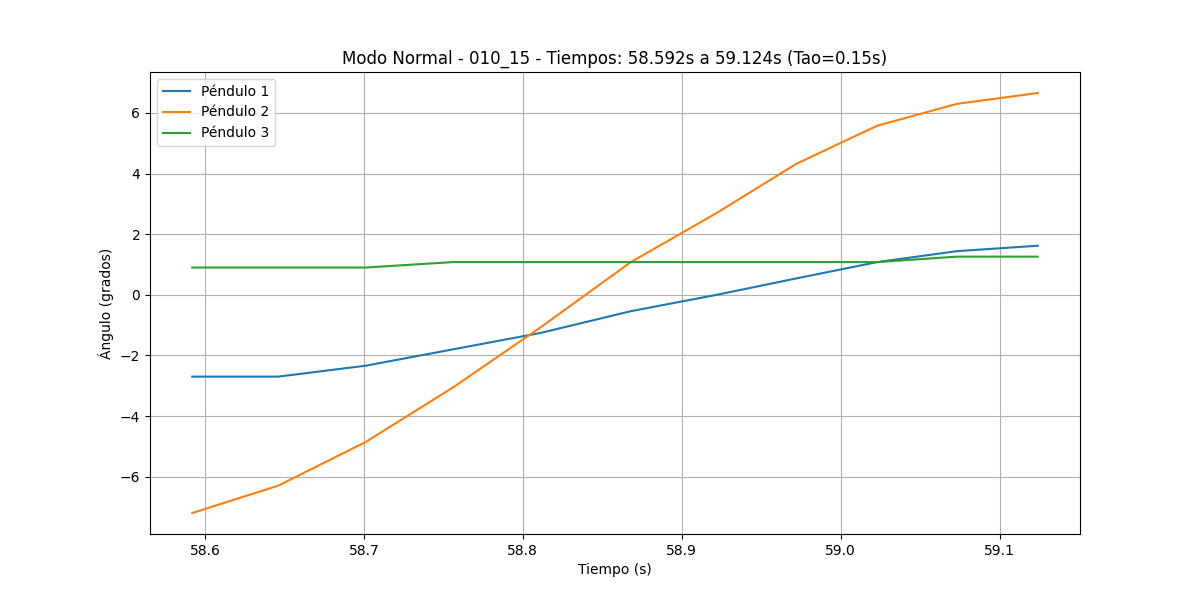 Modo Normal - 010_15 - Tiempos: 58.592s a 59.124s (Tao=0.15s)
Péndulo 1
Péndulo 2
Péndulo 3
Ángulo (grados)
6
4
2
0
−2
−4
−6
58.6 58.7 58.8 58.9 59.0 59.1
Tiempo (s)